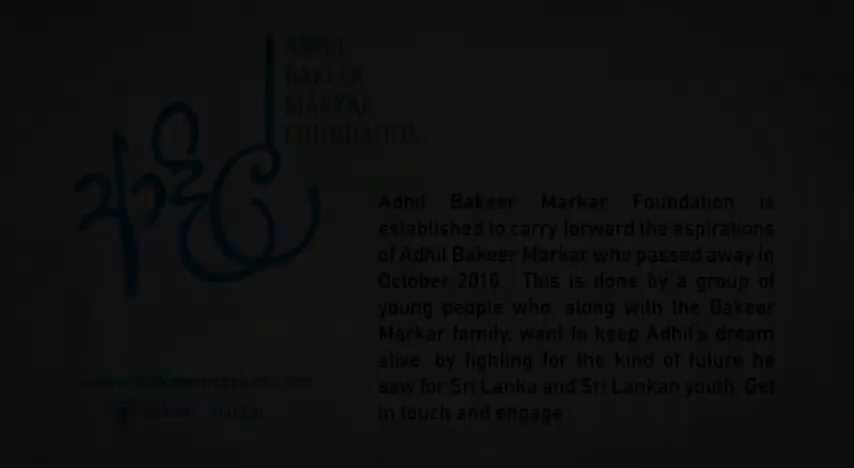 ADHIL
BAKEER
MARKAR
FOUNDATION
Adhil Bakeer Markar Foundation is
established to carry forward the aspirations
of Adhil Bakeer Markar who passed away in
October 2016. This is done by a group of
young people who, along with the Bakeer
Markar family, want to keep Adhil's dream
alive, by fighting for the kind of future he
saw for Sri Lanka and Sri Lankan youth. Get
in touch and engage